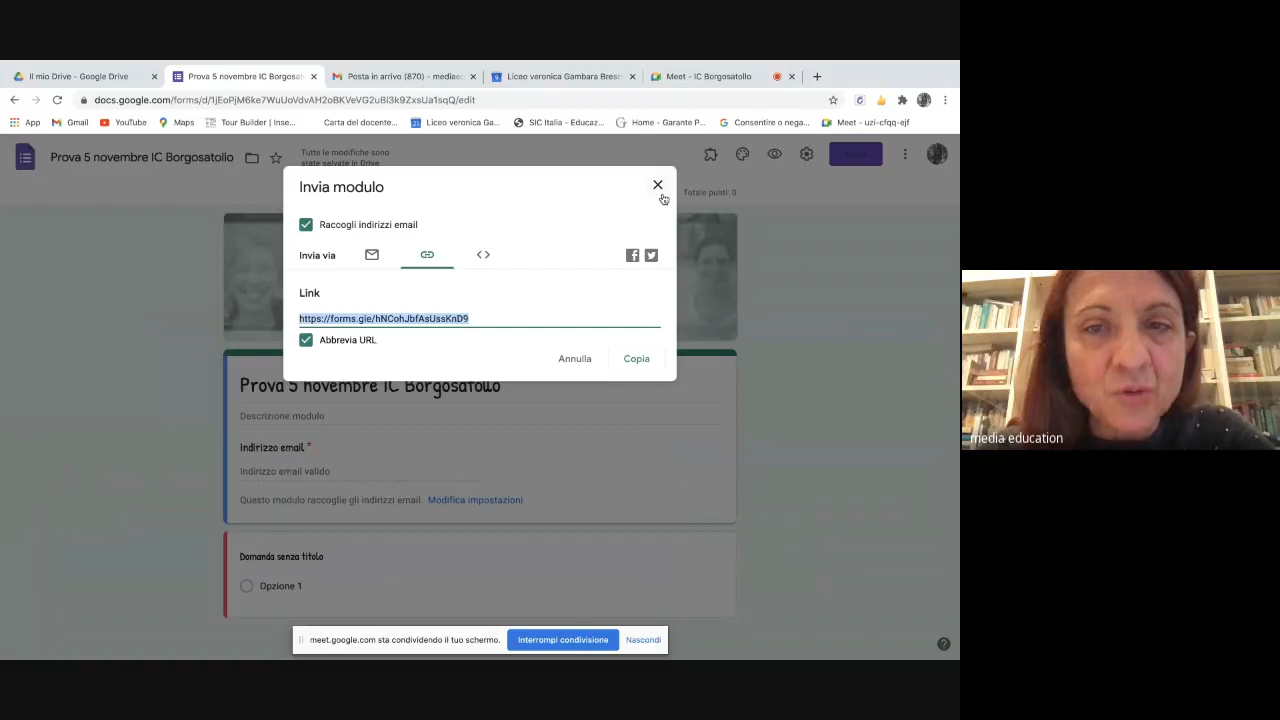 Il mio Drive - Google Drive
Prova 5 novembre IC Borgosat
Posta in arrivo (870) - mediaed
Liceo veronica Gambara Bresc
Meet - IC Borgosatollo
docs.google.com/forms/d/1jEoPjM6ke7WuUoVdvAH2oBKVeVG2uBl3k9ZxsUa1sqQ/edit
App
Gmail
YouTube
Maps
Tour Builder | Inse...
Carta del docente...
Liceo veronica Ga...
SIC Italia - Educaz...
Home - Garante P...
Consentire o nega...
Meet - uzi-cfqq-ejf
Prova 5 novembre IC Borgosatollo
Tutte le modifiche sono
state salvate in Drive
Totale punti: 0
Invia modulo
Raccogli indirizzi email
Invia via
Link
https://forms.gle/hNCohJbfAsUssKnD9
Abbrevia URL
Annulla
Copia
Prova 5 novembre IC Borgosatollo
Descrizione modulo
Indirizzo email *
Indirizzo email valido
Questo modulo raccoglie gli indirizzi email. Modifica impostazioni
Domanda senza titolo
Opzione 1
meet.google.com sta condividendo il tuo schermo.
Interrompi condivisione
Nascondi
media education